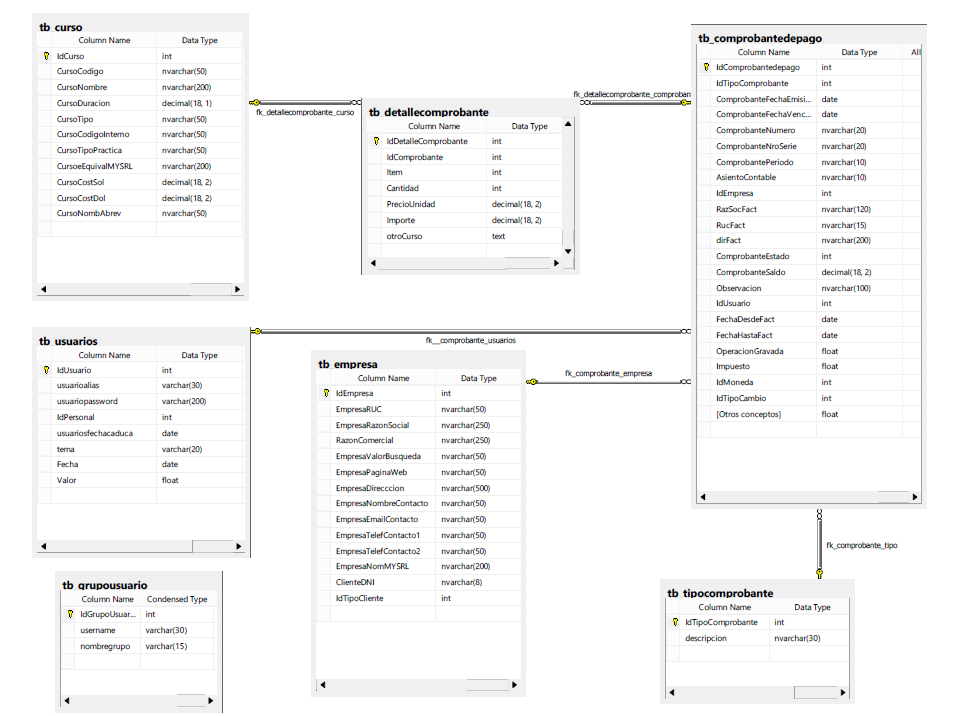 tb_curso
Column Name Data Type
IdCurso int
CursoCodigo nvarchar(50)
CursoNombre nvarchar(200)
CursoDuracion decimal(18, 1)
CursoTipo nvarchar(50)
CursoCodigoInterno nvarchar(50)
CursoTipoPractica nvarchar(50)
CursoeEquivalMYSRL nvarchar(200)
CursoCostSol decimal(18, 2)
CursoCostDol decimal(18, 2)
CursoNombAbrev nvarchar(50)
fk_detallecomprobante_curso
tb_detallecomprobante
Column Name Data Type
IdDetalleComprobante int
IdComprobante int
Item int
Cantidad int
PrecioUnidad decimal(18, 2)
Importe decimal(18, 2)
otroCurso text
fk_detallecomprobante_comproban
tb_comprobantedepago
Column Name Data Type All
IdComprobantedepago int
IdTipoComprobante int
ComprobanteFechaEmisi... date
ComprobanteFechaVenc... date
ComprobanteNumero nvarchar(20)
ComprobanteNroSerie nvarchar(20)
ComprobantePeriodo nvarchar(10)
AsientoContable nvarchar(10)
IdEmpresa int
RazSocFact nvarchar(120)
RucFact nvarchar(15)
dirFact nvarchar(200)
ComprobanteEstado int
ComprobanteSaldo decimal(18, 2)
Observacion nvarchar(100)
IdUsuario int
FechaDesdeFact date
FechaHastaFact date
OperacionGravada float
Impuesto float
IdMoneda int
IdTipoCambio int
[Otros conceptos] float
tb_usuarios
Column Name Data Type
IdUsuario int
usuarioalias varchar(30)
usuariopassword varchar(200)
IdPersonal int
usuariosfechacaduca date
tema varchar(20)
Fecha date
Valor float
fk__comprobante_usuarios
tb_empresa
Column Name Data Type
IdEmpresa int
EmpresaRUC nvarchar(50)
EmpresaRazonSocial nvarchar(250)
RazonComercial nvarchar(250)
EmpresaValorBusqueda nvarchar(50)
EmpresaPaginaWeb nvarchar(50)
EmpresaDirecccion nvarchar(500)
EmpresaNombreContacto nvarchar(50)
EmpresaEmailContacto nvarchar(50)
EmpresaTelefContacto1 nvarchar(50)
EmpresaTelefContacto2 nvarchar(50)
EmpresaNomMYSRL nvarchar(200)
ClienteDNI nvarchar(8)
IdTipoCliente int
fk_comprobante_empresa
fk_comprobante_tipo
tb_grupousuario
Column Name Condensed Type
IdGrupoUsuar... int
username varchar(30)
nombregrupo varchar(15)
tb_tipocomprobante
Column Name Data Type
IdTipoComprobante int
descripcion nvarchar(30)